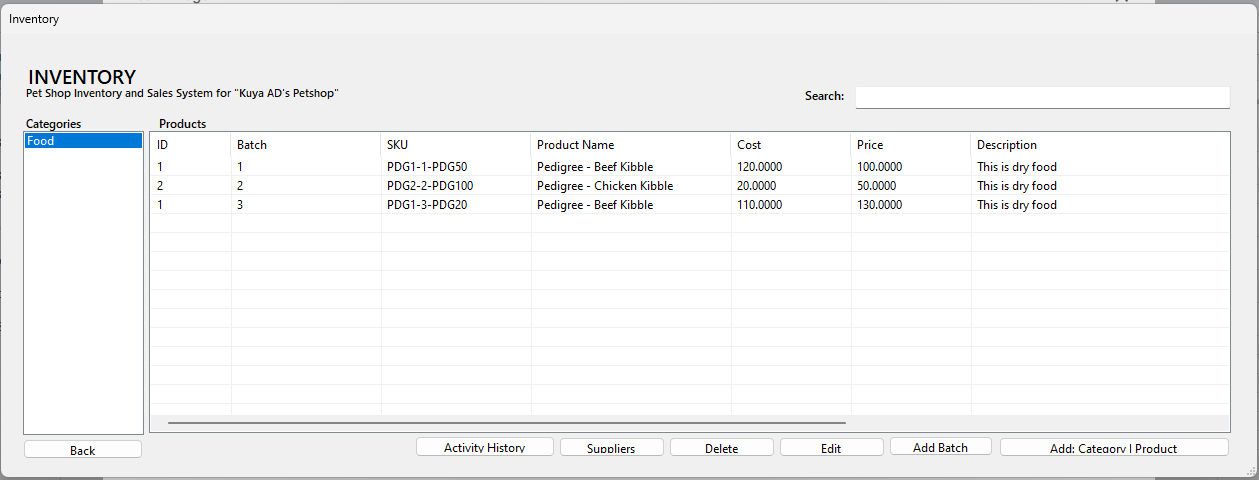 Inventory
INVENTORY
Pet Shop Inventory and Sales System for "Kuya AD's Petshop"
Search:
Categories
Products
Food
ID Batch SKU Product Name Cost Price Description
1 1 PDG1-1-PDG50 Pedigree - Beef Kibble 120.0000 100.0000 This is dry food
2 2 PDG2-2-PDG100 Pedigree - Chicken Kibble 20.0000 50.0000 This is dry food
1 3 PDG1-3-PDG20 Pedigree - Beef Kibble 110.0000 130.0000 This is dry food
Back
Activity History
Suppliers
Delete
Edit
Add Batch
Add: Category | Product